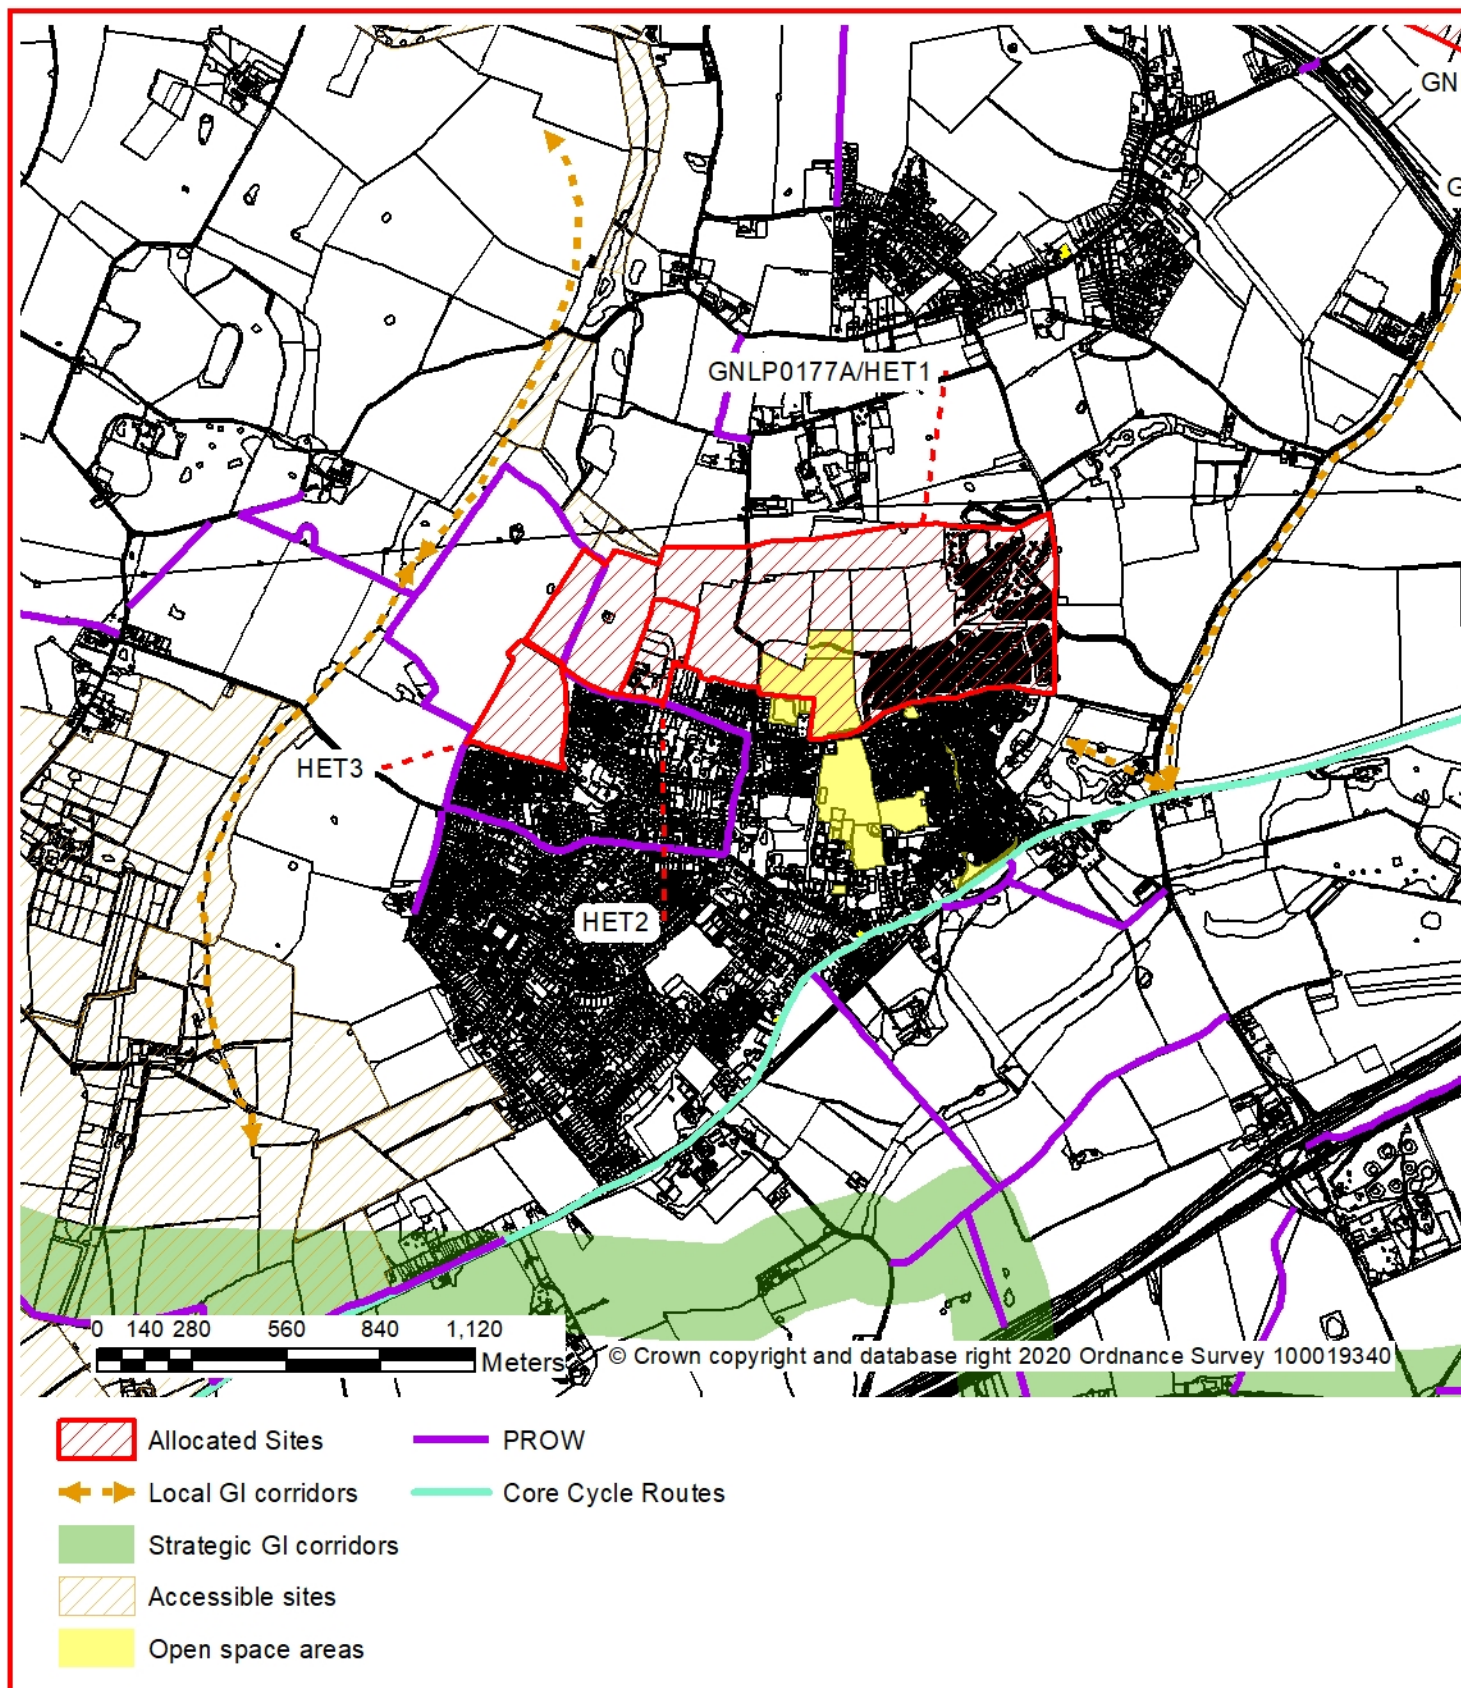 GN
G
GNLP0177A/HET1
HET3
HET2
0 140 280 560 840 1,120
Meters
© Crown copyright and database right 2020 Ordnance Survey 100019340
Allocated Sites
PROW
Local GI corridors
Core Cycle Routes
Strategic GI corridors
Accessible sites
Open space areas